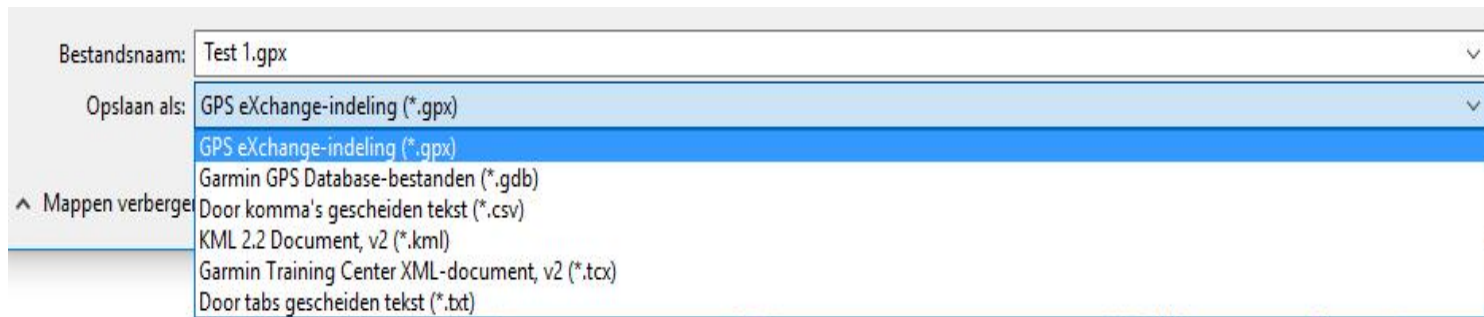 Bestandsnaam: Test 1.gpx
Opslaan als: GPS eXchange-indeling (*.gpx)
GPS eXchange-indeling (*.gpx)
Garmin GPS Database-bestanden (*.gdb)
Mappen verberge
Door komma's gescheiden tekst (*.csv)
KML 2.2 Document, v2 (*.kml)
Garmin Training Center XML-document, v2 (*.tcx)
Door tabs gescheiden tekst (*.txt)